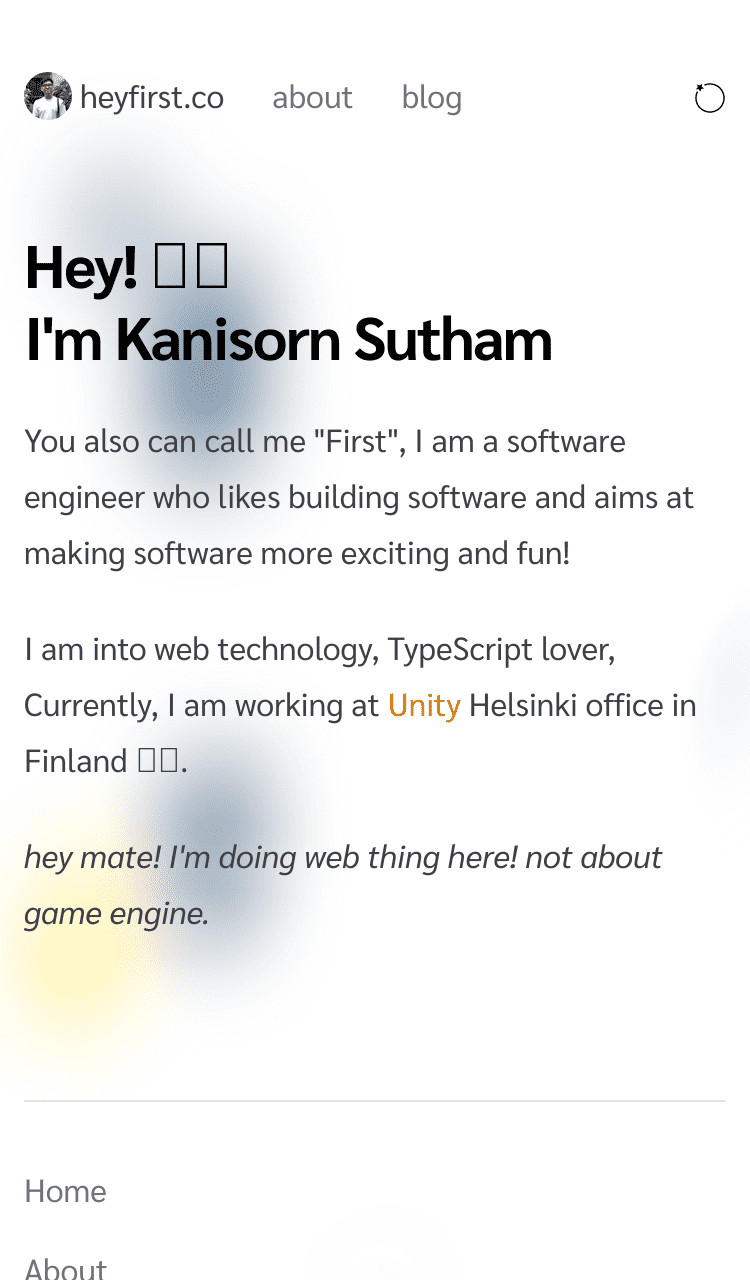 heyfirst.co about blog
Hey! 
I'm Kanisorn Sutham
You also can call me "First", I am a software
engineer who likes building software and aims at
making software more exciting and fun!
I am into web technology, TypeScript lover,
Currently, I am working at Unity Helsinki office in
Finland .
hey mate! I'm doing web thing here! not about
game engine.
Home
About